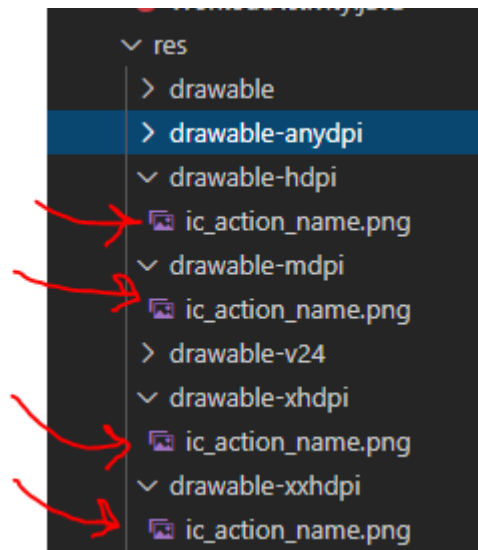 res
drawable
drawable-anydpi
drawable-hdpi
ic_action_name.png
drawable-mdpi
ic_action_name.png
drawable-v24
drawable-xhdpi
ic_action_name.png
drawable-xxhdpi
ic_action_name.png